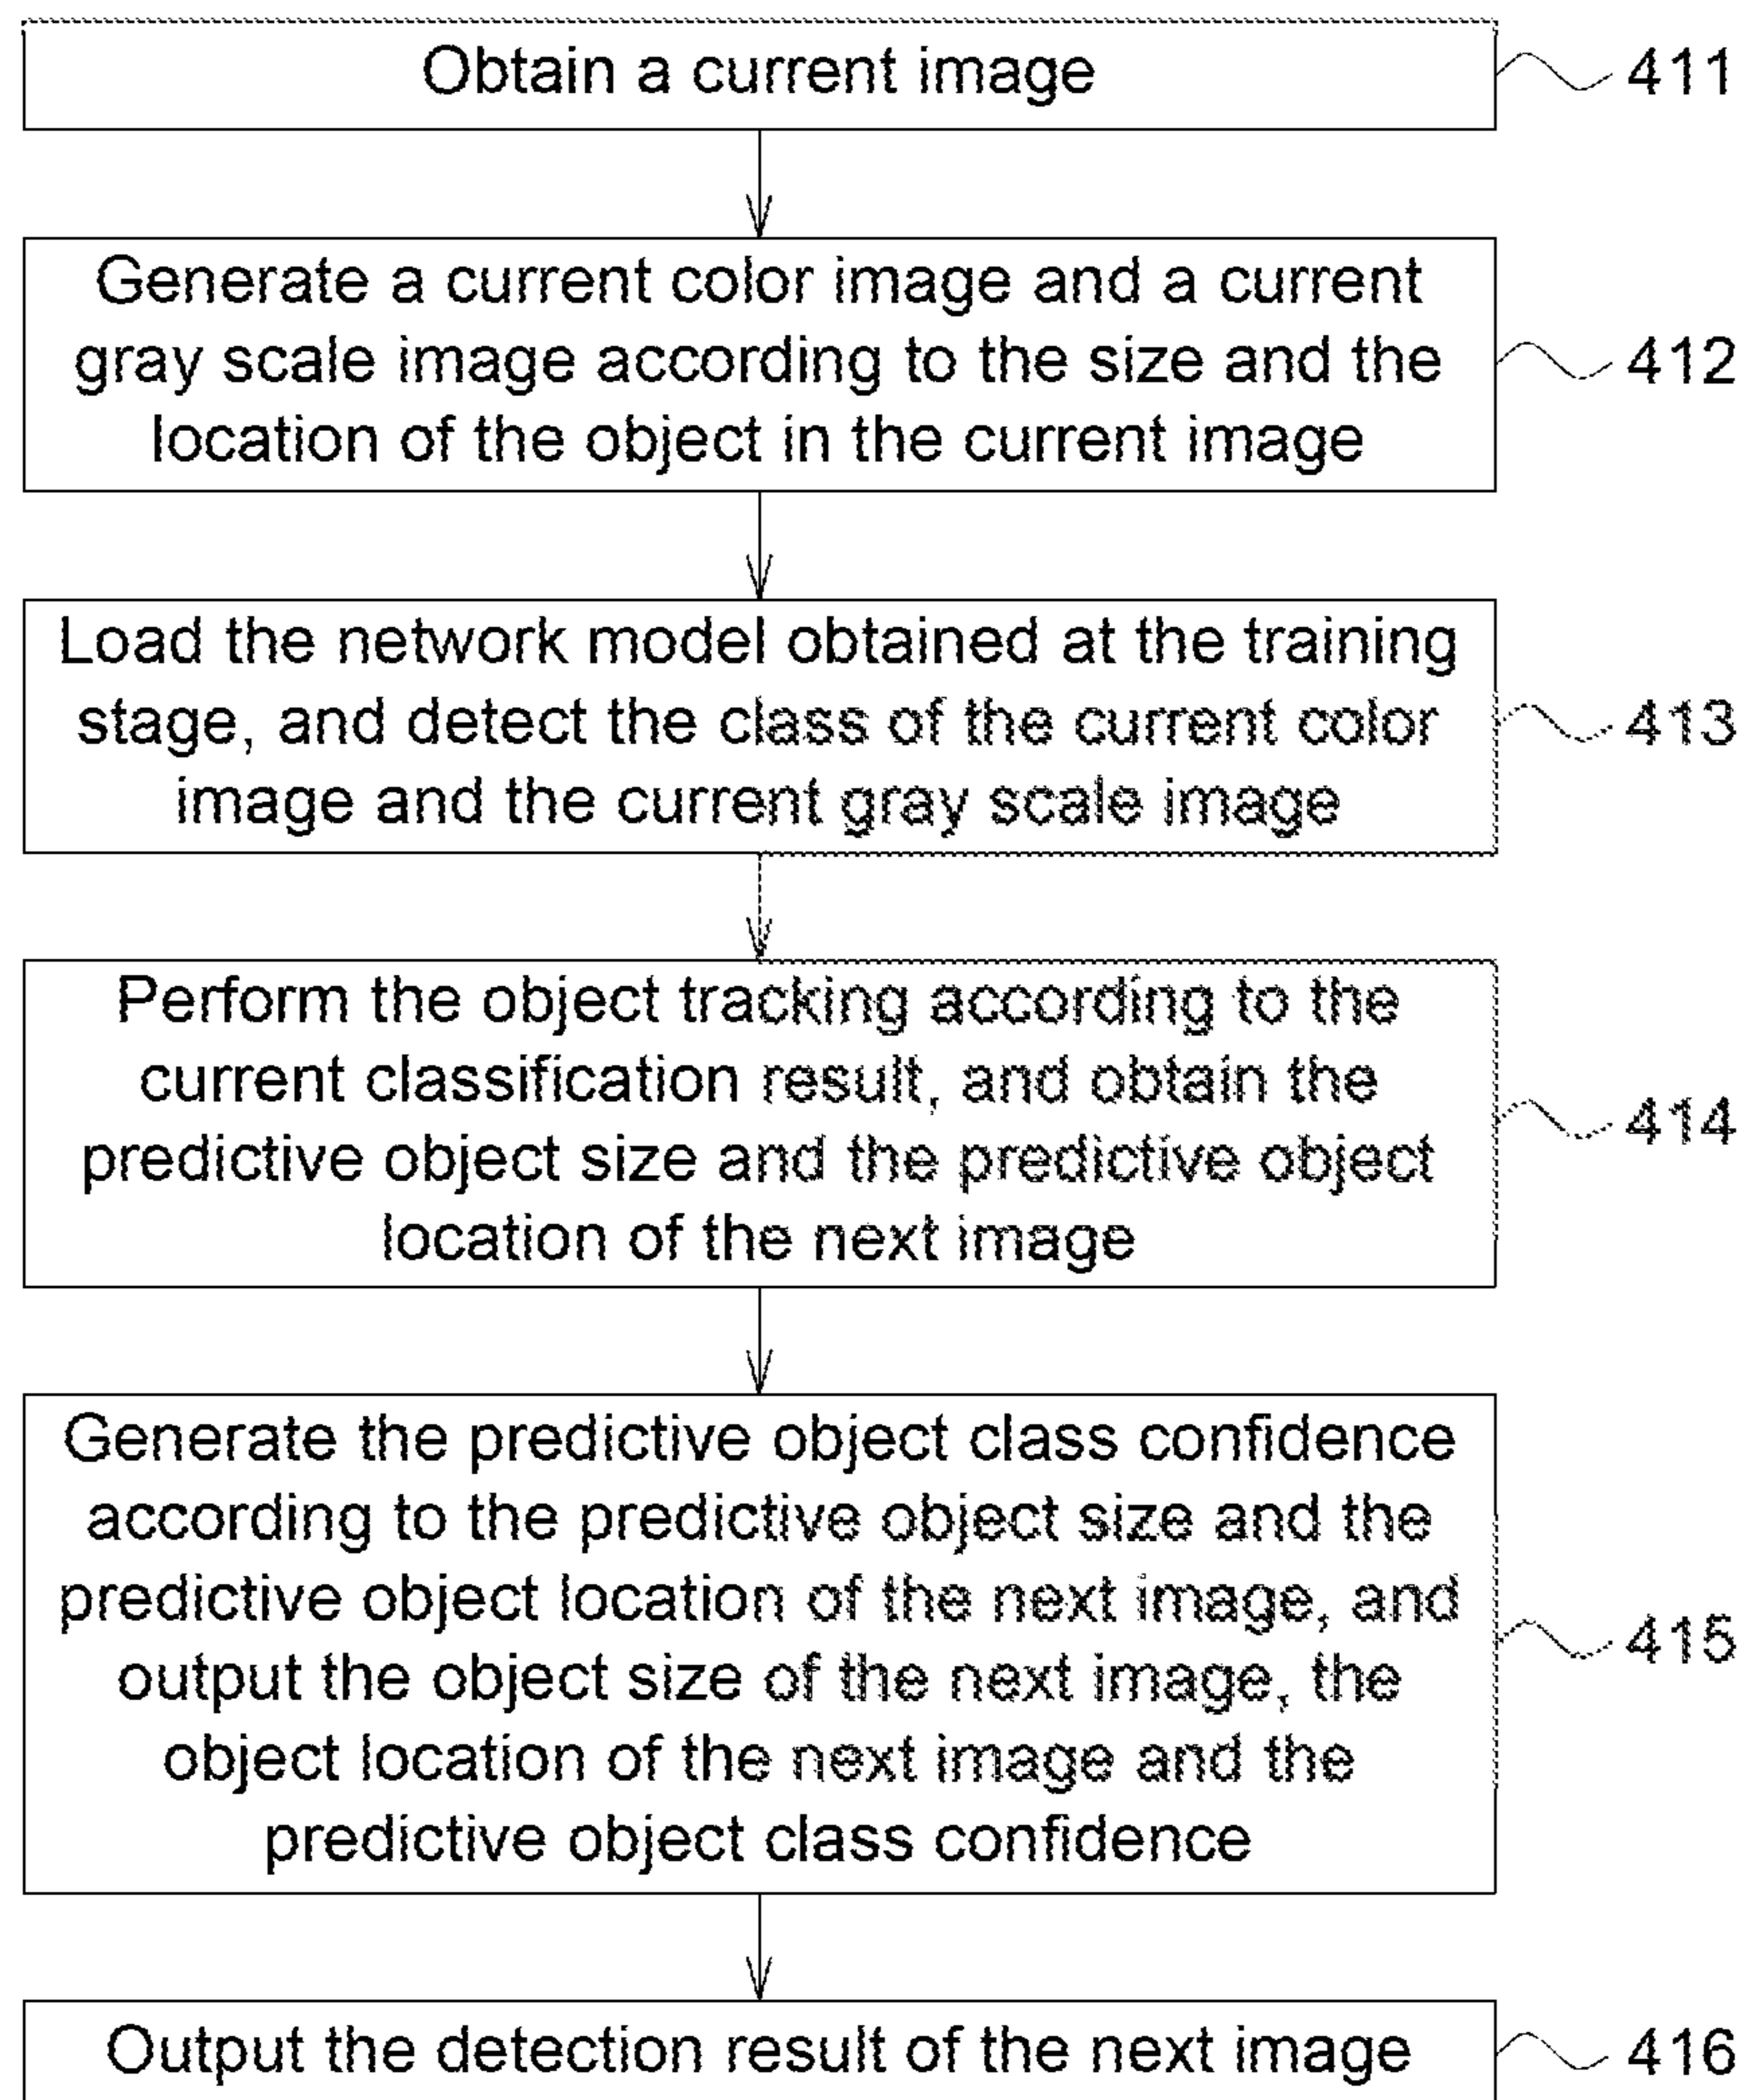 Obtain a current image
411
Generate a current color image and a current
gray scale image according to the size and the
location of the object in the current image
412
Load the network model obtained at the training
stage, and detect the class of the current color
image and the current gray scale image
413
Perform the object tracking according to the
current classification result, and obtain the
predictive object size and the predictive object
location of the next image
414
Generate the predictive object class confidence
according to the predictive object size and the
predictive object location of the next image, and
output the object size of the next image, the
object location of the next image and the
predictive object class confidence
415
Output the detection result of the next image
416